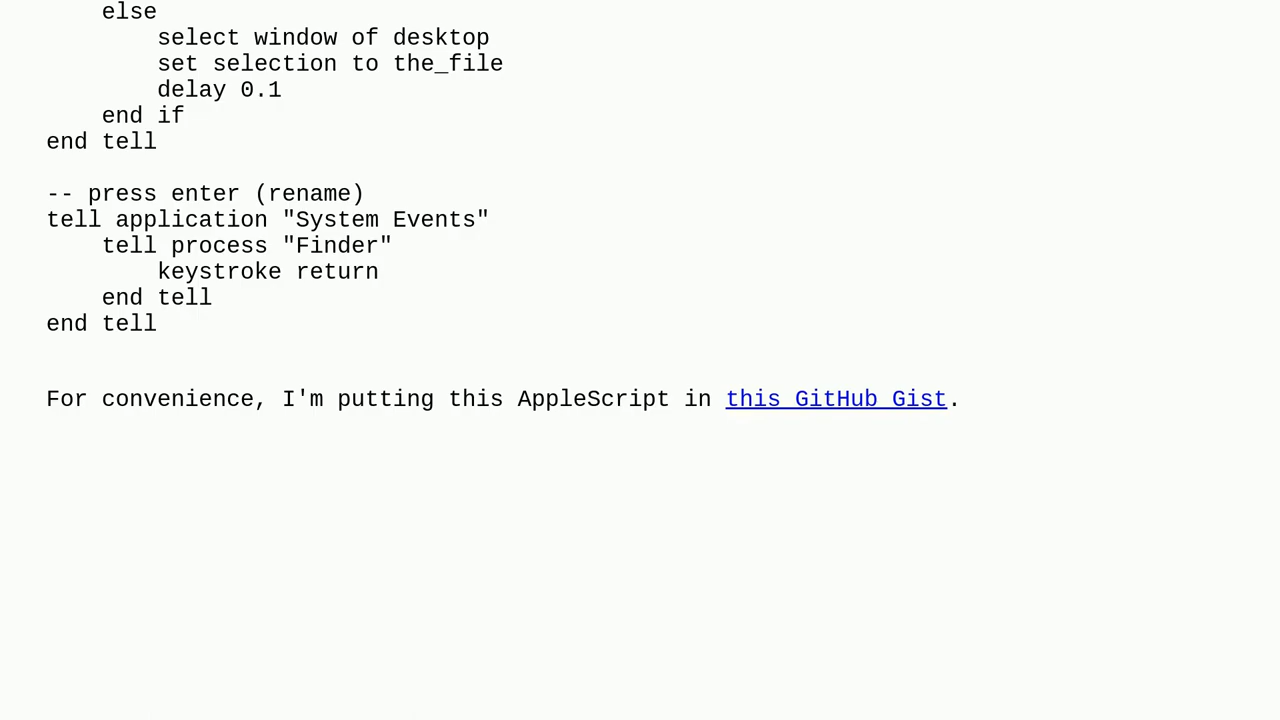 else
select window of desktop
set selection to the_file
delay 0.1
end if
end tell
-- press enter (rename)
tell application "System Events"
tell process "Finder"
keystroke return
end tell
end tell
For convenience, I'm putting this AppleScript in this GitHub Gist.